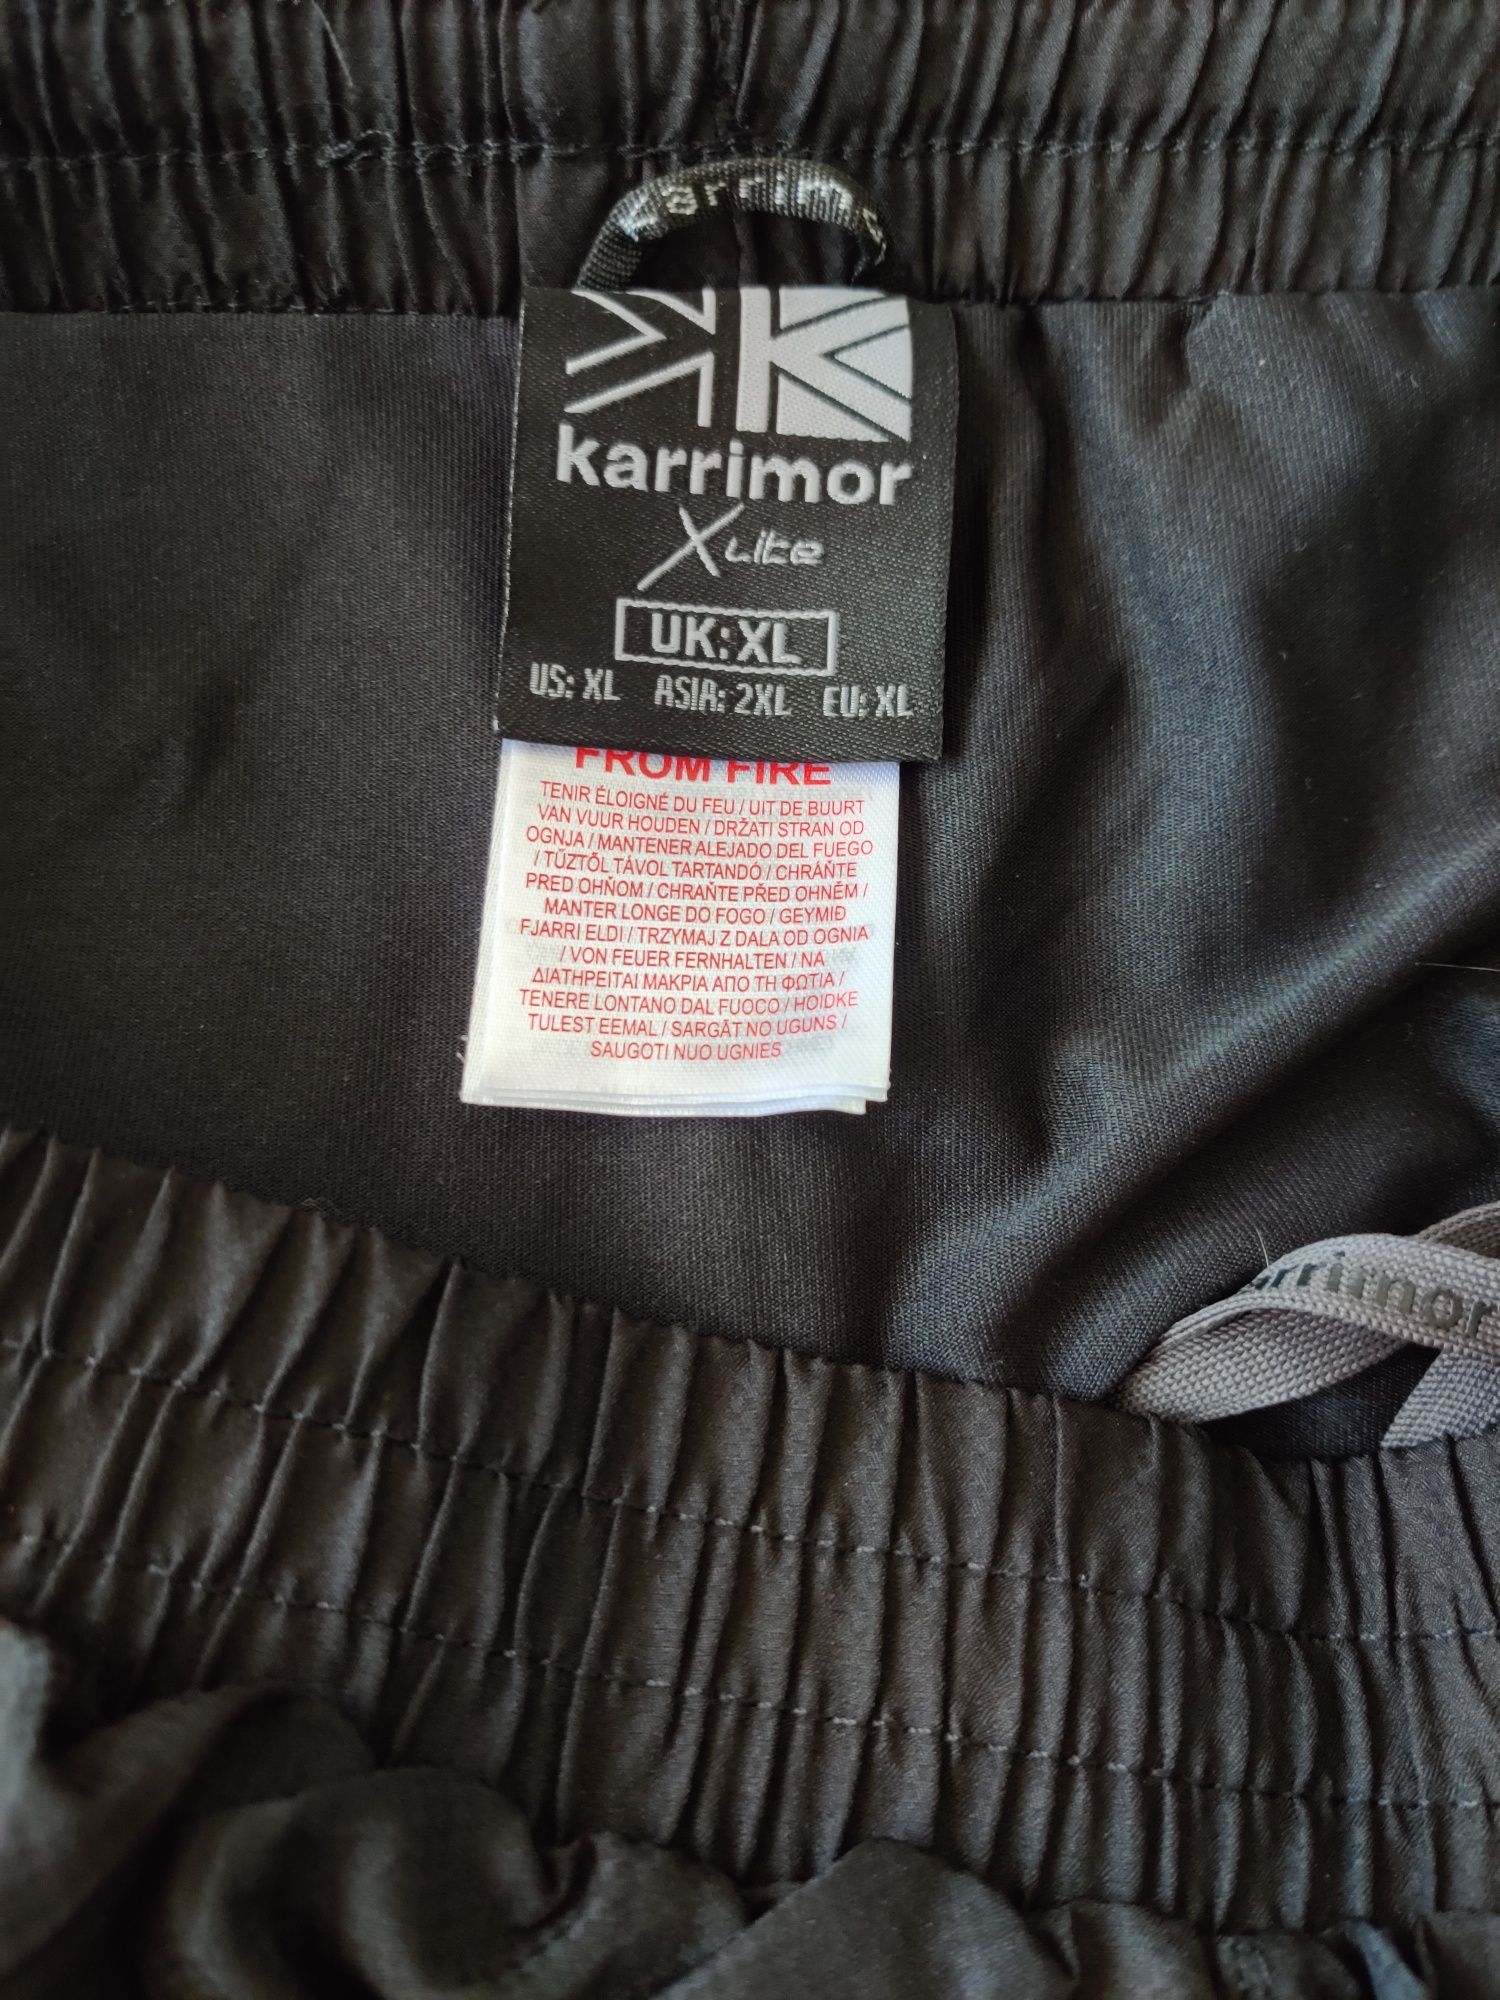 karrimor
Xlite
UK: XL
US: XL ASIA: 2XL EU: XL
FROM FIRE
TENIR ÉLOIGNÉ DU FEU / UIT DE BUURT
VAN VUUR HOUDEN / DRŽATI STRAN OD
OGNJA / MANTENER ALEJADO DEL FUEGO
/ TŰZTŐL TÁVOL TARTANDÓ / CHRÁŇTE
PRED OHŇOM / CHRAŇTE PŘED OHNĚM /
MANTER LONGE DO FOGO / GEYMIÐ
FJARRI ELDI / TRZYMAJ Z DALA OD OGNIA
/ VON FEUER FERNHALTEN / ΝΑ
ΔΙΑΤΗΡΕΙΤΑΙ ΜΑΚΡΙΑ ΑΠΟ ΤΗ ΦΩΤΙΑ /
TENERE LONTANO DAL FUOCO / HOIDKE
TULEST EEMAL / SARGĀT NO UGUNS /
SAUGOTI NUO UGNIES